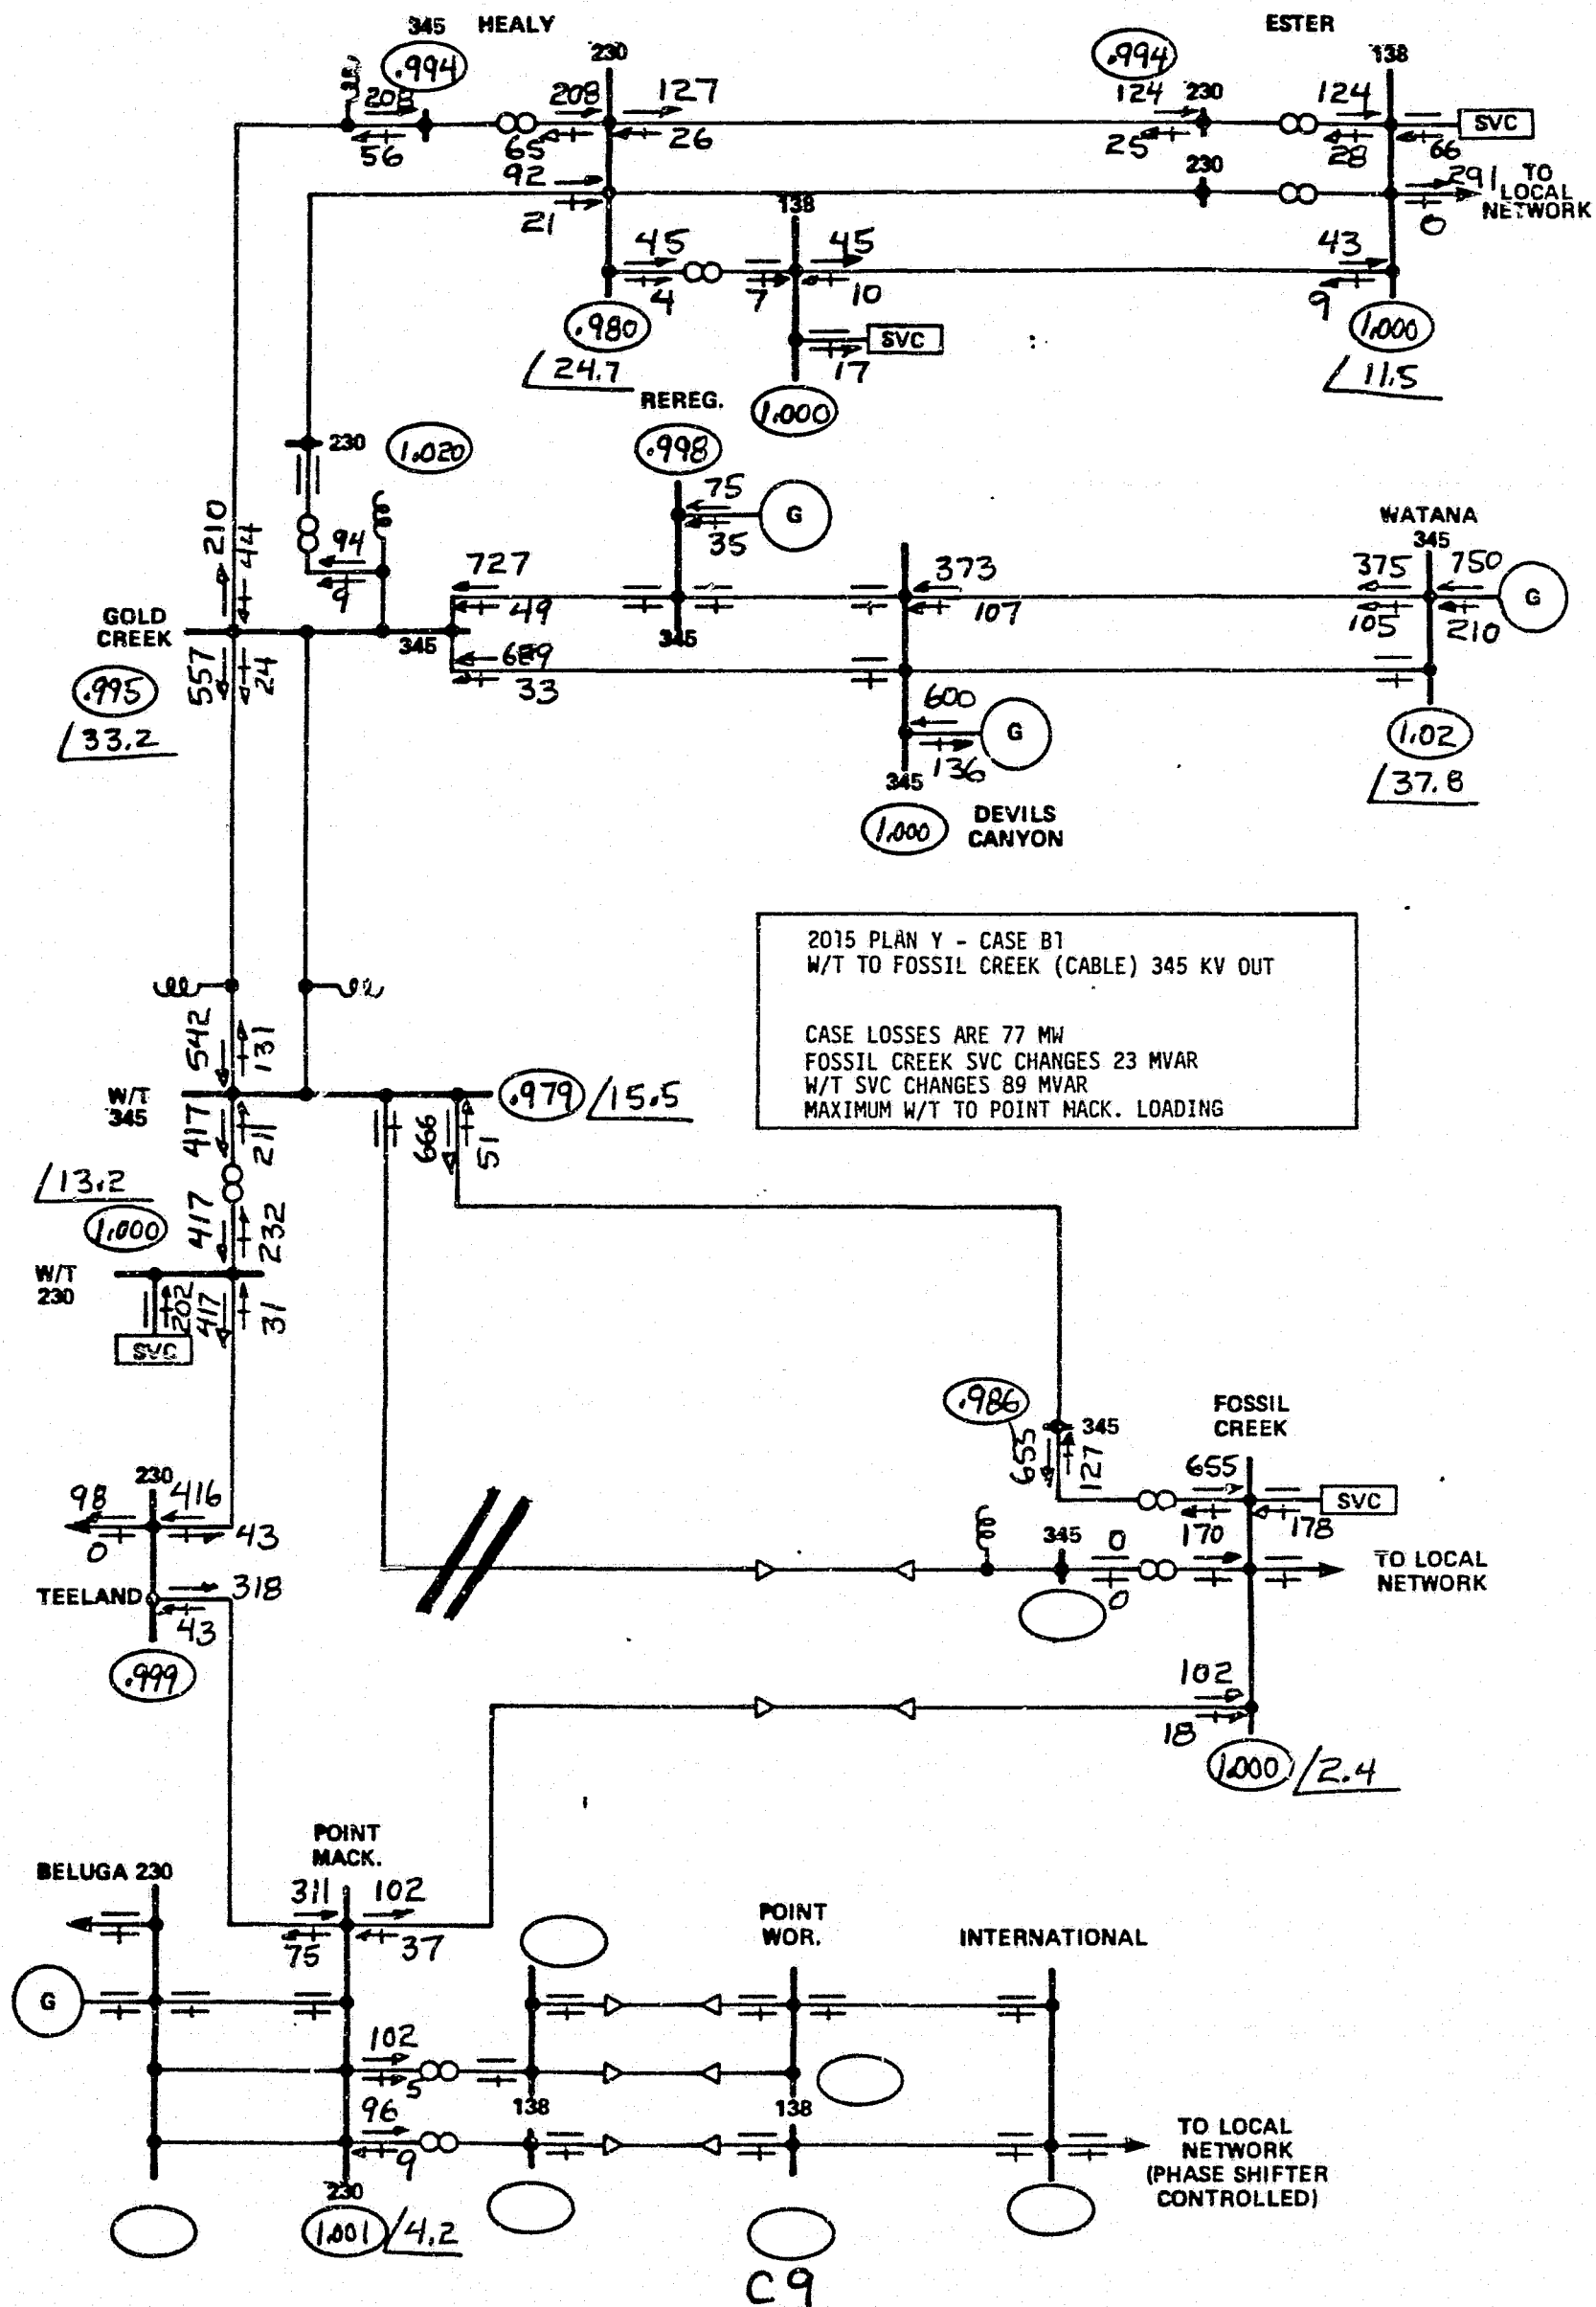 345 HEALY
ESTER
.994
230
.994
138
208
208
127
124
230
124
SVC
56
65
26
25
28
66
92
230
291
TO
LOCAL
NETWORK
21
138
0
45
45
43
4
7
10
9
.980
SVC
1.000
24.7
17
11.5
REREG.
1.000
230
1.020
.998
75
G
35
WATANA
345
210
44
94
727
373
375
750
G
9
49
107
105
210
GOLD
CREEK
345
345
33
557
24
.995
33.2
600
G
136
345
1.02
37.8
1.000
DEVILS
CANYON
2015 PLAN Y - CASE B1
W/T TO FOSSIL CREEK (CABLE) 345 KV OUT
CASE LOSSES ARE 77 MW
FOSSIL CREEK SVC CHANGES 23 MVAR
W/T SVC CHANGES 89 MVAR
MAXIMUM W/T TO POINT MACK. LOADING
542
131
W/T
345
.979
15.5
417
211
666
51
13.2
1.000
417
232
W/T
230
202
417
31
SVC
.986
345
FOSSIL
CREEK
655
127
655
SVC
230
98
416
170
178
0
43
345
0
TO LOCAL
NETWORK
TEELAND
318
0
43
.999
102
18
1.000
2.4
POINT
MACK.
BELUGA 230
311
102
POINT
WOR.
INTERNATIONAL
75
37
G
102
5
138
138
96
9
TO LOCAL
NETWORK
(PHASE SHIFTER
CONTROLLED)
230
1.001
4.2
C9